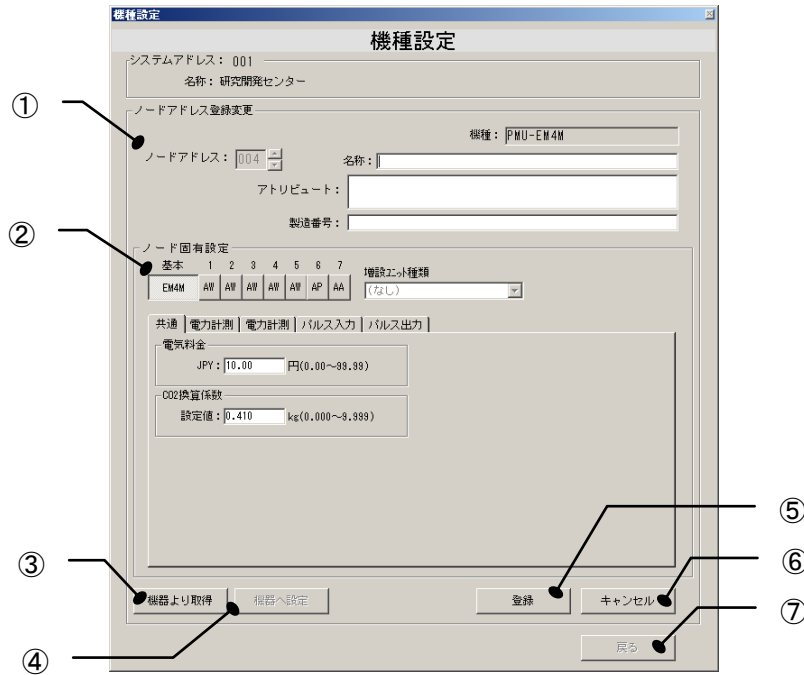 機種設定
機種設定
システムアドレス： 001
名称： 研究開発センター
①
ノードアドレス登録変更
機種： PMU-EM4M
ノードアドレス： 004
名称：
アトリビュート：
製造番号：
②
ノード固有設定
基本 1 2 3 4 5 6 7
EM4M AW AW AW AW AW AP AA
増設ユニット種類
(なし)
共通 電力計測 電力計測 パルス入力 パルス出力
電気料金
JPY： 10.00 円(0.00～99.99)
CO2換算係数
設定値： 0.410 kg(0.000～9.999)
⑤
③
⑥
機器より取得 機器へ設定 登録 キャンセル
⑦
④
戻る